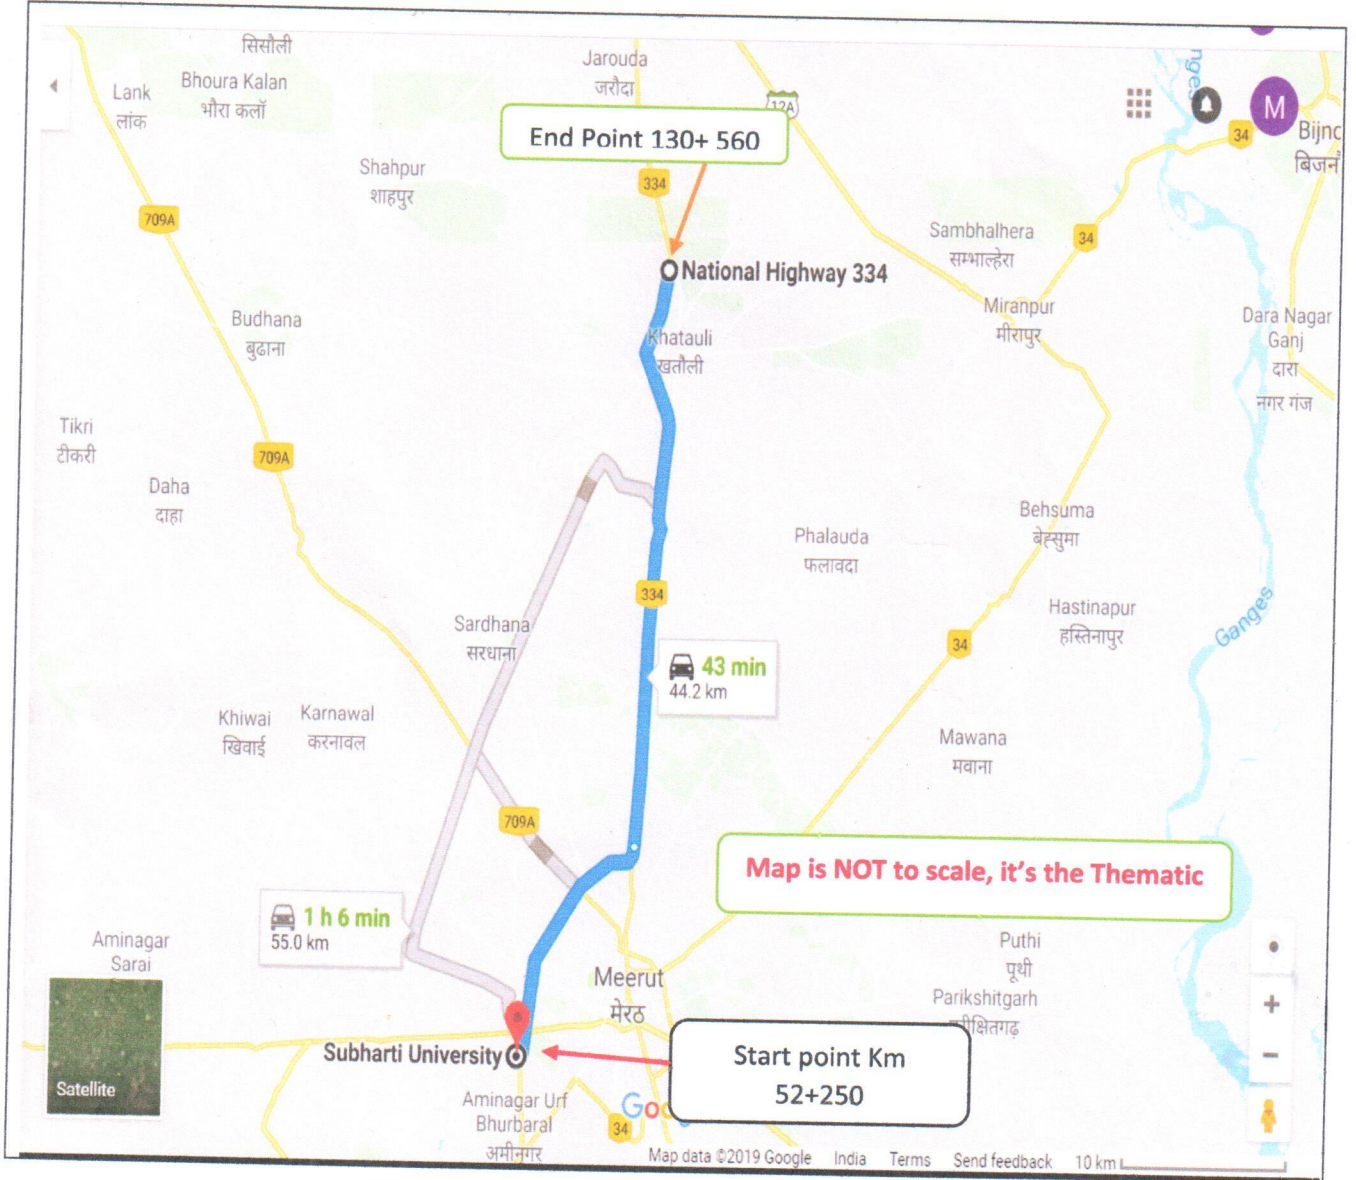 सिसौली
Jarouda
जरौदा
Bhoura Kalan
भौरा कलॉ
Lank
लांक
12A
M
34
Bijno
बिजनं
End Point 130+ 560
Shahpur
शाहपुर
334
709A
Sambhalhera
सम्भाल्हेरा
34
National Highway 334
Miranpur
मीरापुर
Dara Nagar
Ganj
दारा
नगर गंज
Budhana
बुढाना
Khatauli
खतौली
Tikri
टीकरी
709A
Daha
दाहा
Behsuma
बेहसुमा
Phalauda
फलावदा
334
Hastinapur
हस्तिनापुर
Ganges
Sardhana
सरधाना
34
43 min
44.2 km
Khiwai
खिवाई
Karnawal
करनावल
Mawana
मवाना
709A
Map is NOT to scale, it's the Thematic
1 h 6 min
55.0 km
Aminagar
Sarai
Puthi
पूथी
Meerut
मेरठ
Parikshitgarh
Subharti University
Start point Km
52+250
Satellite
Aminagar Urf
Bhurbaral
अमीनगर
34
Map data ©2019 Google India Terms Send feedback 10 km